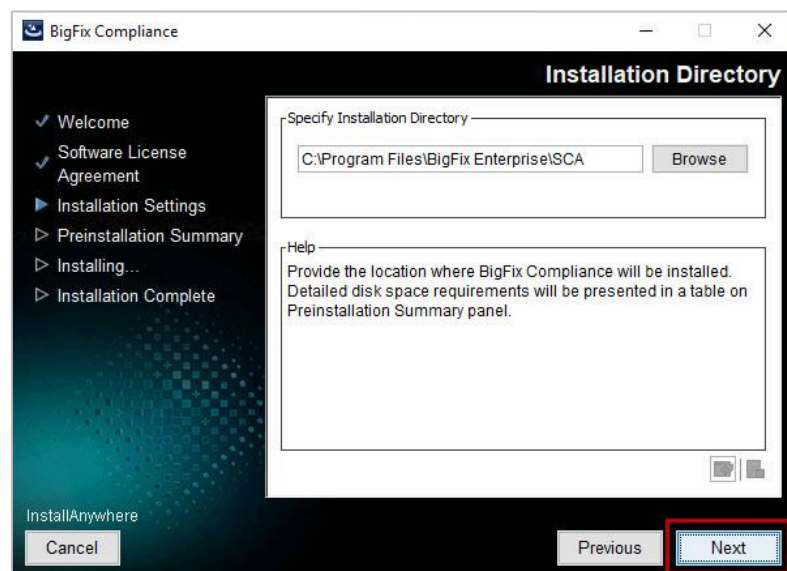 BigFix Compliance
Installation Directory
Welcome
Software License
Agreement
Installation Settings
Preinstallation Summary
Installing...
Installation Complete
Specify Installation Directory
C:\Program Files\BigFix Enterprise\SCA
Browse
Help
Provide the location where BigFix Compliance will be installed.
Detailed disk space requirements will be presented in a table on
Preinstallation Summary panel.
InstallAnywhere
Cancel
Previous
Next